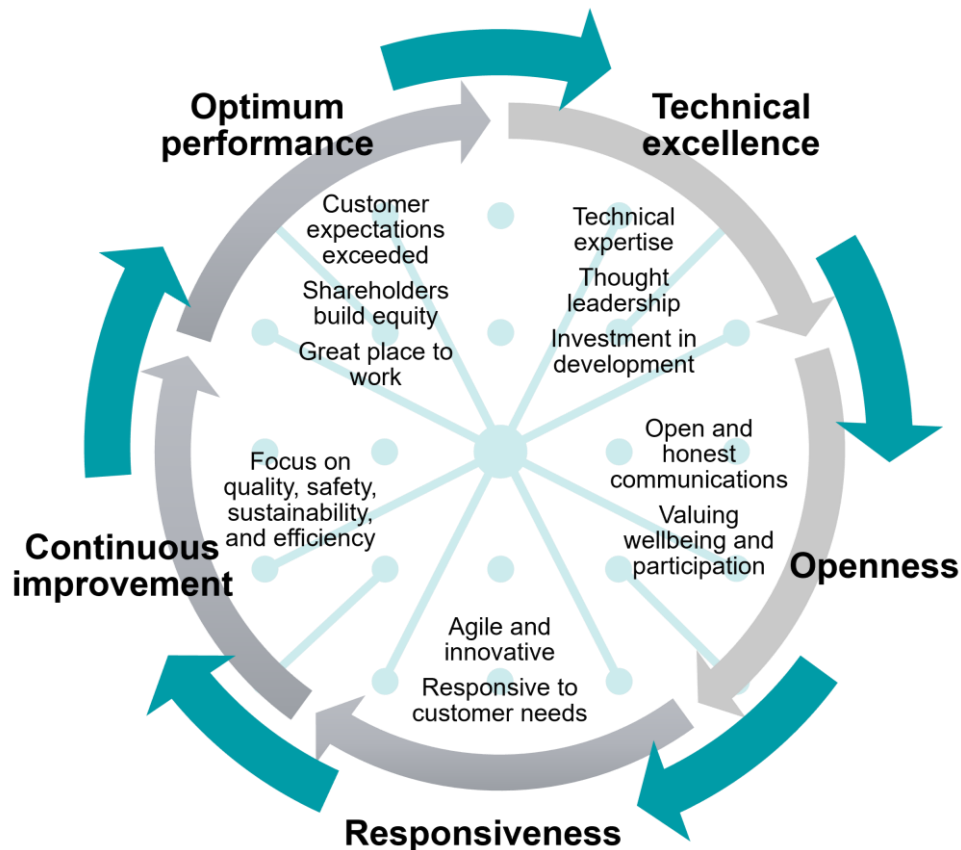 Optimum
performance
Technical
excellence
Customer
expectations
exceeded
Shareholders
build equity
Great place to
work
Technical
expertise
Thought
leadership
Investment in
development
Open and
honest
communications
Valuing
wellbeing and
participation
Openness
Focus on
quality, safety,
sustainability,
and efficiency
Continuous
improvement
Agile and
innovative
Responsive to
customer needs
Responsiveness